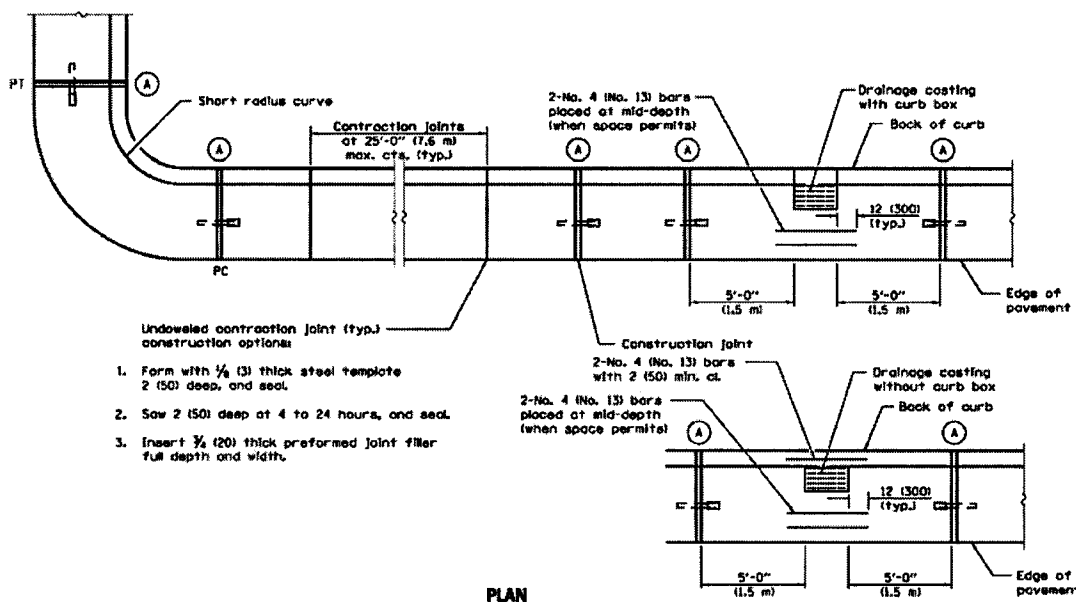 PT
A
Short radius curve
Contraction joints
at 25'-0" (7.6 m)
max. cts. (typ.)
2-No. 4 (No. 13) bars
placed at mid-depth
(when space permits)
Drainage casting
with curb box
Back of curb
A
A
A
A
12 (300)
(typ.)
PC
5'-0"
(1.5 m)
5'-0"
(1.5 m)
Edge of
pavement
Undoweled contraction joint (typ.)
construction options:
1. Form with 1/8 (3) thick steel template
2 (50) deep, and seal.
2. Saw 2 (50) deep at 4 to 24 hours, and seal.
3. Insert 3/4 (20) thick preformed joint filler
full depth and width.
Construction joint
2-No. 4 (No. 13) bars
with 2 (50) min. cl.
2-No. 4 (No. 13) bars
placed at mid-depth
(when space permits)
Drainage casting
without curb box
Back of curb
A
A
12 (300)
(typ.)
5'-0"
(1.5 m)
5'-0"
(1.5 m)
Edge of
pavement
PLAN